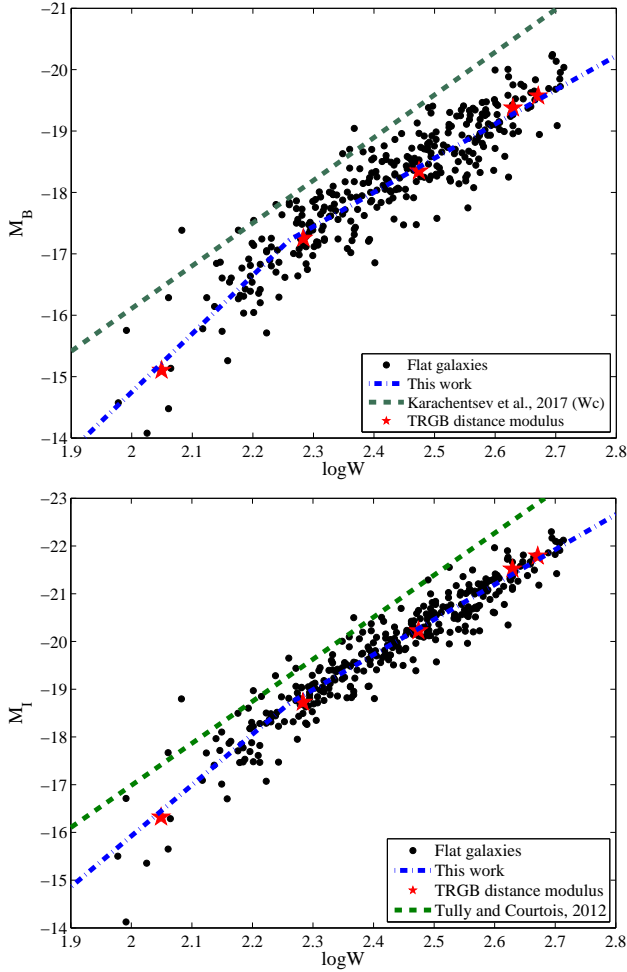 −21
−20
−19
−18
−17
−16
−15
−14
M_B
1.9 2 2.1 2.2 2.3 2.4 2.5 2.6 2.7 2.8
logW
Flat galaxies
This work
Karachentsev et al., 2017 (Wc)
TRGB distance modulus
−23
−22
−21
−20
−19
−18
−17
−16
−15
−14
M_I
1.9 2 2.1 2.2 2.3 2.4 2.5 2.6 2.7 2.8
logW
Flat galaxies
This work
TRGB distance modulus
Tully and Courtois, 2012